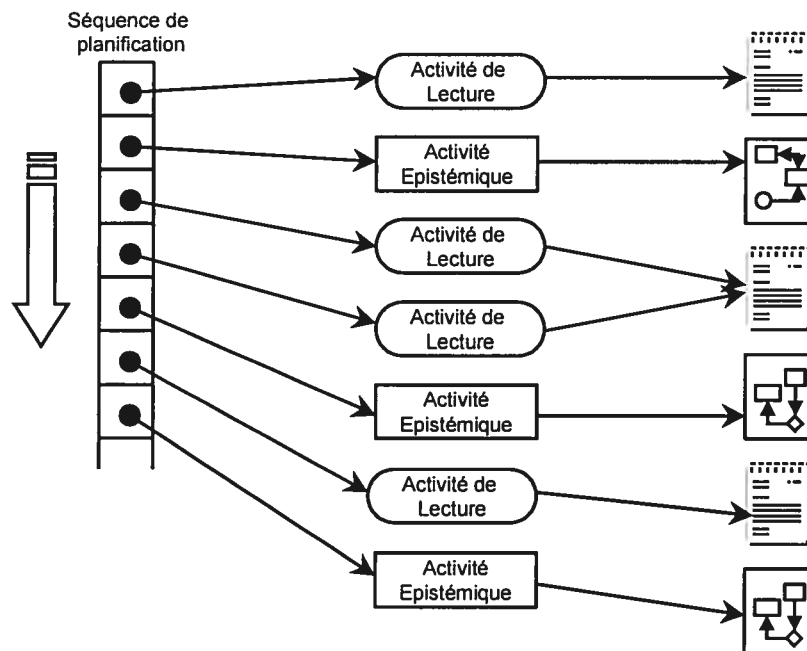 Séquence de
planification
Activité de
Lecture
Activité
Epistémique
Activité de
Lecture
Activité de
Lecture
Activité
Epistémique
Activité de
Lecture
Activité
Epistémique